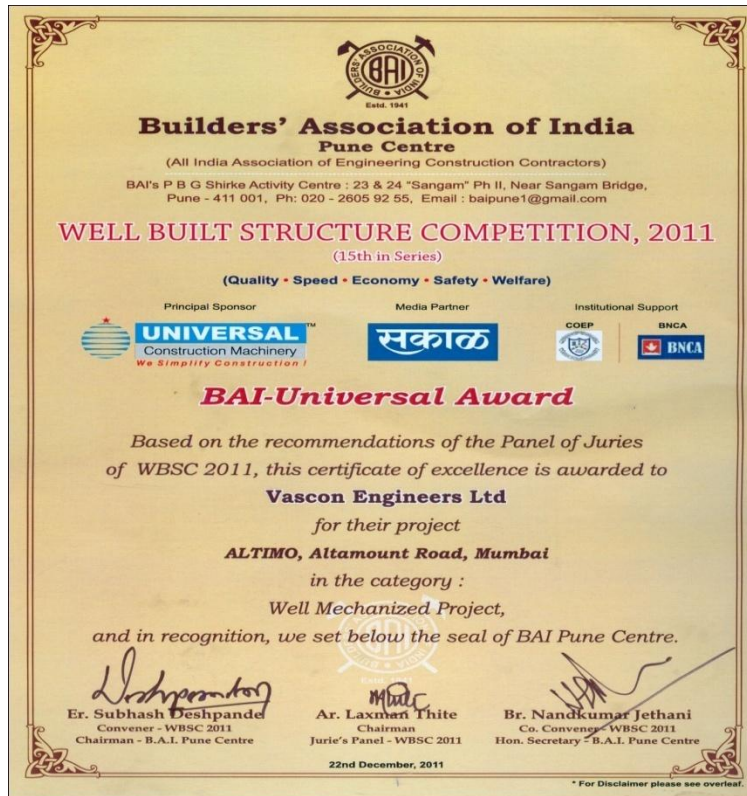 BUILDERS' ASSOCIATION OF INDIA
BAI
Estd. 1941
Builders' Association of India
Pune Centre
(All India Association of Engineering Construction Contractors)
BAI's P B G Shirke Activity Centre : 23 & 24 "Sangam" Ph II, Near Sangam Bridge,
Pune - 411 001, Ph: 020 - 2605 92 55, Email : baipune1@gmail.com
WELL BUILT STRUCTURE COMPETITION, 2011
(15th in Series)
(Quality • Speed • Economy • Safety • Welfare)
Principal Sponsor Media Partner Institutional Support
UNIVERSAL™
Construction Machinery
We Simplify Construction !
सकाळ
COEP BNCA
BNCA
BAI-Universal Award
Based on the recommendations of the Panel of Juries
of WBSC 2011, this certificate of excellence is awarded to
Vascon Engineers Ltd
for their project
ALTIMO, Altamount Road, Mumbai
in the category :
Well Mechanized Project,
and in recognition, we set below the seal of BAI Pune Centre.
BAI
Estd. 1941
Er. Subhash Deshpande Ar. Laxman Thite Br. Nandkumar Jethani
Convener - WBSC 2011 Chairman Co. Convener - WBSC 2011
Chairman - B.A.I. Pune Centre Jurie's Panel - WBSC 2011 Hon. Secretary - B.A.I. Pune Centre
22nd December, 2011
* For Disclaimer please see overleaf.